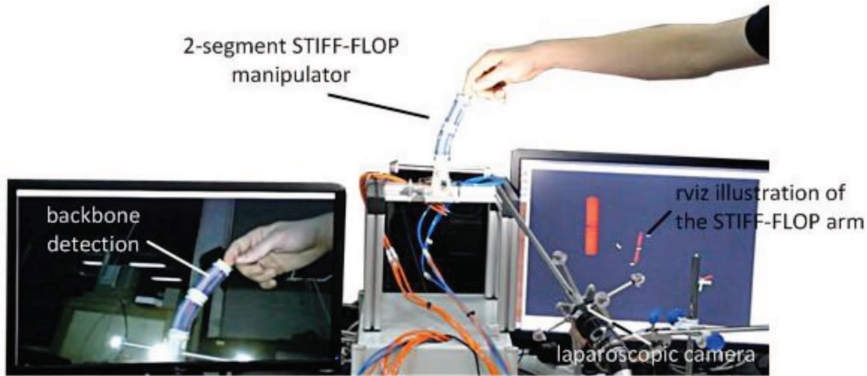 2-segment STIFF-FLOP
manipulator
backbone
detection
rviz illustration of
the STIFF-FLOP arm
laparoscopic camera